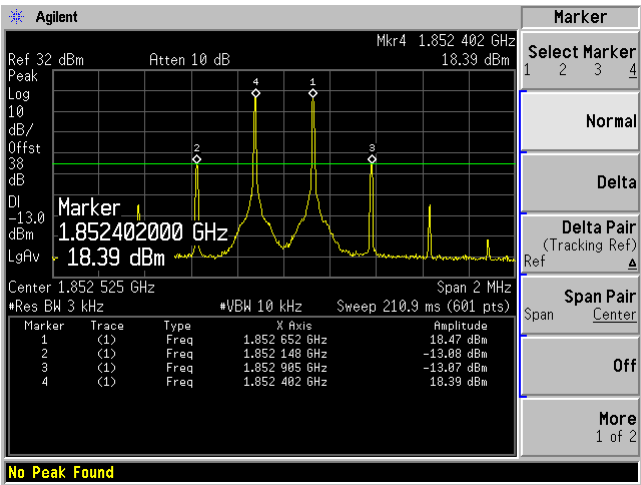 Agilent
Marker
Mkr4 1.852 402 GHz
Ref 32 dBm Atten 10 dB 18.39 dBm
Peak
Log
10
dB/
Offst
38
dB
DI
-13.0
dBm
LgAv
4 1
2 3
Marker
1.852402000 GHz
18.39 dBm
Center 1.852 525 GHz Span 2 MHz
#Res BW 3 kHz #VBW 10 kHz Sweep 210.9 ms (601 pts)
Marker Trace Type X Axis Amplitude
1 (1) Freq 1.852 652 GHz 18.47 dBm
2 (1) Freq 1.852 148 GHz -13.08 dBm
3 (1) Freq 1.852 905 GHz -13.07 dBm
4 (1) Freq 1.852 402 GHz 18.39 dBm
No Peak Found
Select Marker
1 2 3 4
Normal
Delta
Delta Pair
(Tracking Ref)
Ref Δ
Span Pair
Span Center
Off
More
1 of 2